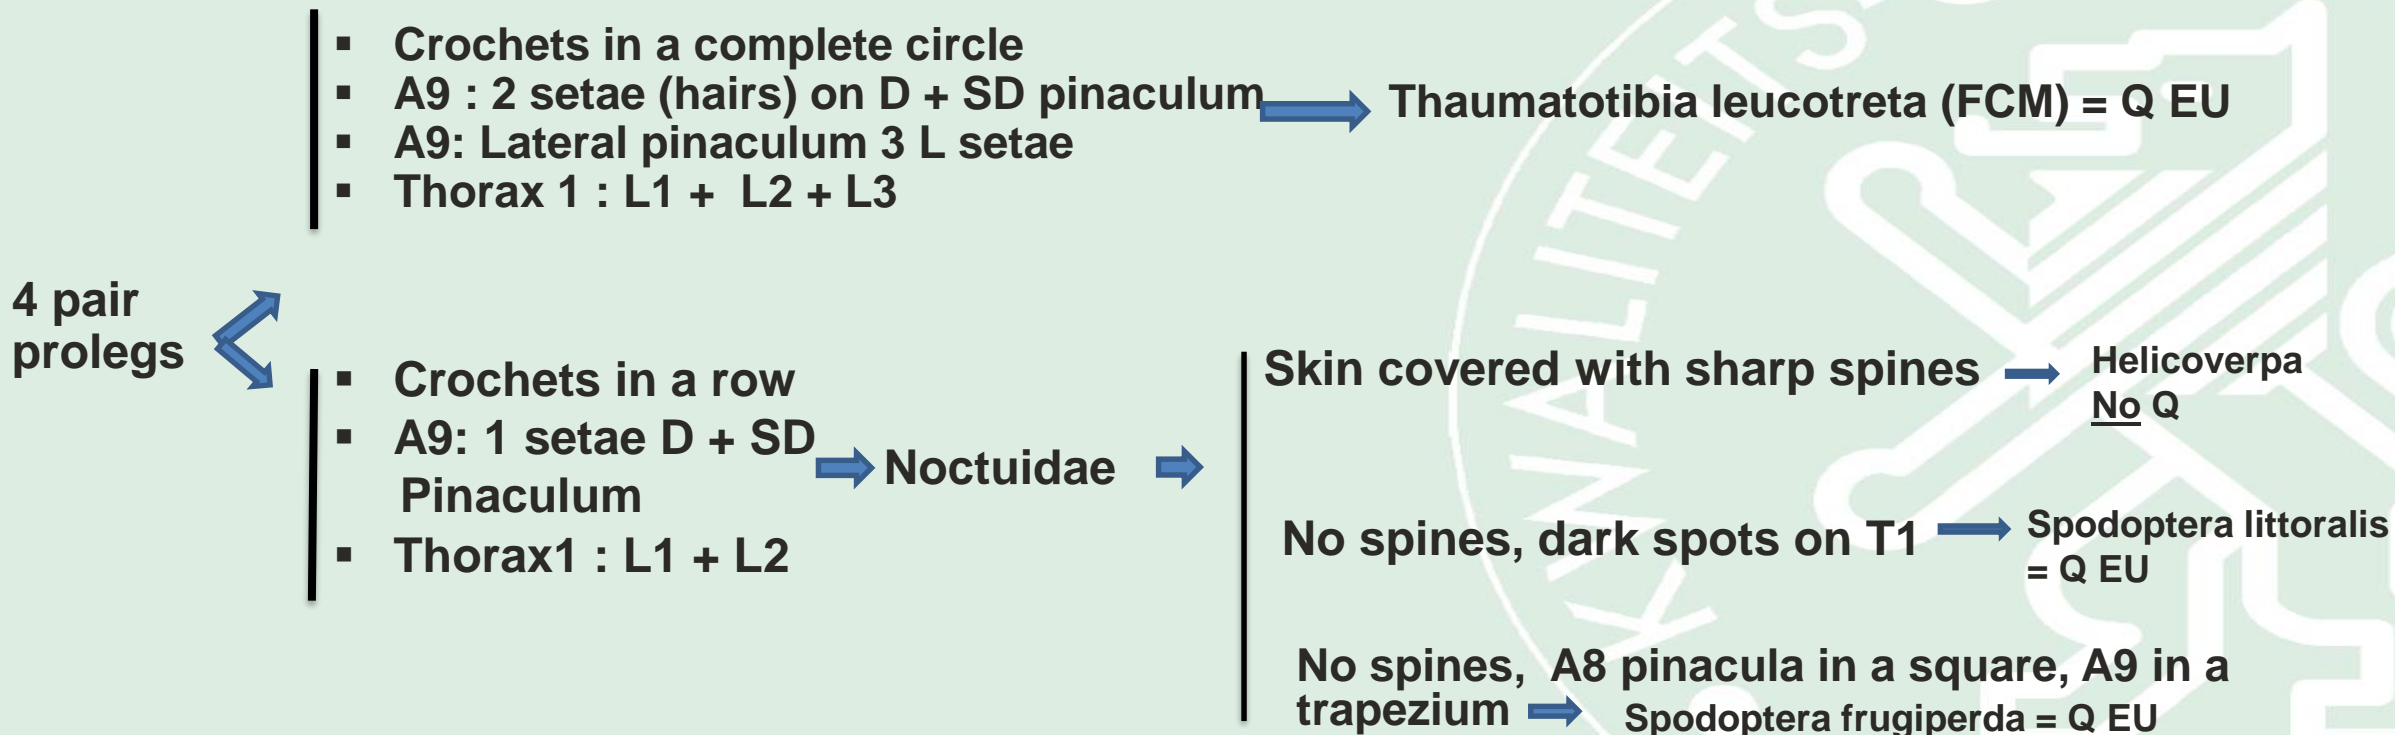 ▪ Crochets in a complete circle
▪ A9 : 2 setae (hairs) on D + SD pinaculum
▪ A9: Lateral pinaculum 3 L setae
▪ Thorax 1 : L1 + L2 + L3
Thaumatotibia leucotreta (FCM) = Q EU
4 pair
prolegs
▪ Crochets in a row
▪ A9: 1 setae D + SD
Pinaculum
▪ Thorax1 : L1 + L2
Noctuidae
Skin covered with sharp spines
Helicoverpa
No Q
No spines, dark spots on T1
Spodoptera littoralis
= Q EU
No spines, A8 pinacula in a square, A9 in a
trapezium
Spodoptera frugiperda = Q EU
KWALITEITS